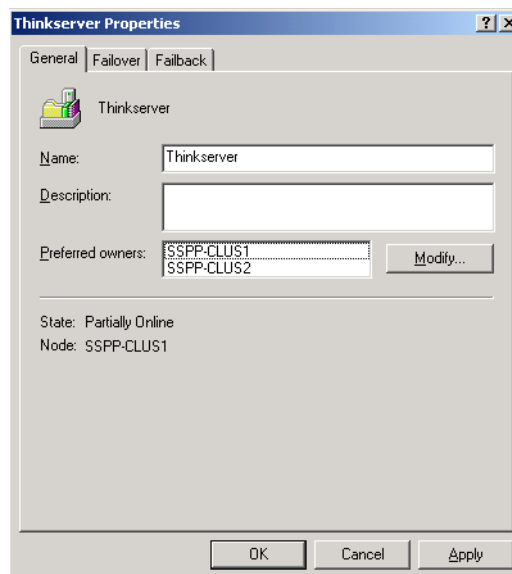 Thinkserver Properties
General Failover Failback
Thinkserver
Name: Thinkserver
Description:
Preferred owners: SSPP-CLUS1
SSPP-CLUS2
Modify...
State: Partially Online
Node: SSPP-CLUS1
OK Cancel Apply